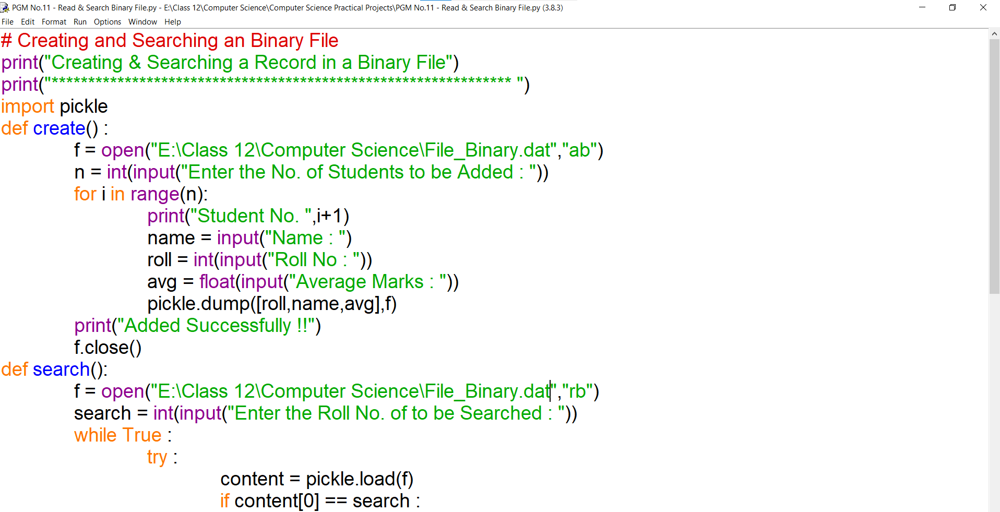 PGM No.11 - Read & Search Binary File.py - E:\Class 12\Computer Science\Computer Science Practical Projects\PGM No.11 - Read & Search Binary File.py (3.8.3)
File Edit Format Run Options Window Help
# Creating and Searching an Binary File
print("Creating & Searching a Record in a Binary File")
print("*************************************************************** ")
import pickle
def create() :
f = open("E:\Class 12\Computer Science\File_Binary.dat","ab")
n = int(input("Enter the No. of Students to be Added : "))
for i in range(n):
print("Student No. ",i+1)
name = input("Name : ")
roll = int(input("Roll No : "))
avg = float(input("Average Marks : "))
pickle.dump([roll,name,avg],f)
print("Added Successfully !!")
f.close()
def search():
f = open("E:\Class 12\Computer Science\File_Binary.dat","rb")
search = int(input("Enter the Roll No. of to be Searched : "))
while True :
try :
content = pickle.load(f)
if content[0] == search :